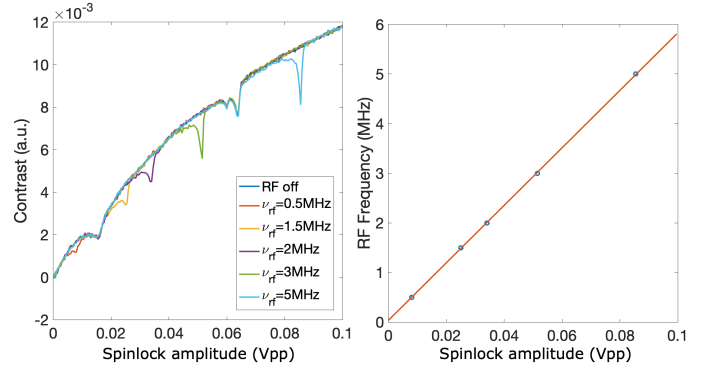 ×10⁻³
12
10
8
6
4
2
0
-2
Contrast (a.u.)
0 0.02 0.04 0.06 0.08 0.1
Spinlock amplitude (Vpp)
RF off
ν_rf=0.5MHz
ν_rf=1.5MHz
ν_rf=2MHz
ν_rf=3MHz
ν_rf=5MHz
6
5
4
3
2
1
0
RF Frequency (MHz)
0 0.02 0.04 0.06 0.08 0.1
Spinlock amplitude (Vpp)